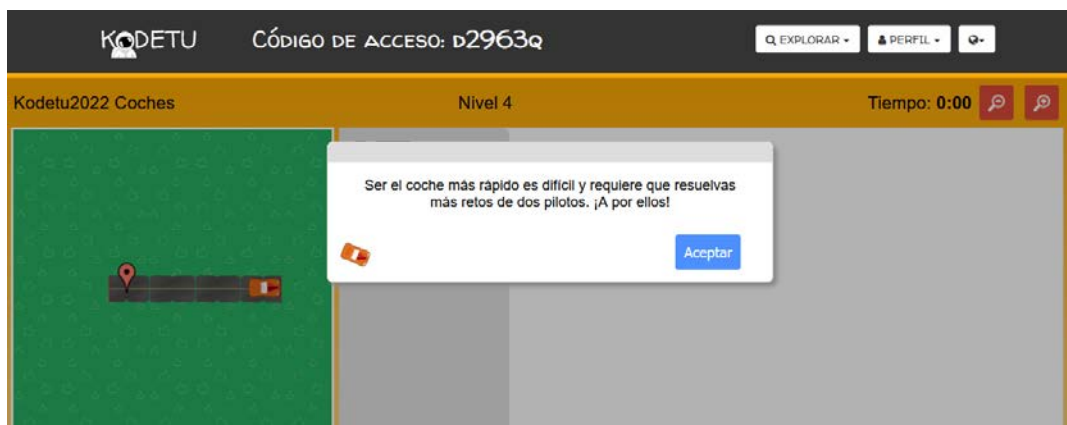 KODETU
CÓDIGO DE ACCESO: D2963Q
EXPLORAR
PERFIL
Kodetu2022 Coches
Nivel 4
Tiempo: 0:00
Ser el coche más rápido es difícil y requiere que resuelvas
más retos de dos pilotos. ¡A por ellos!
Aceptar